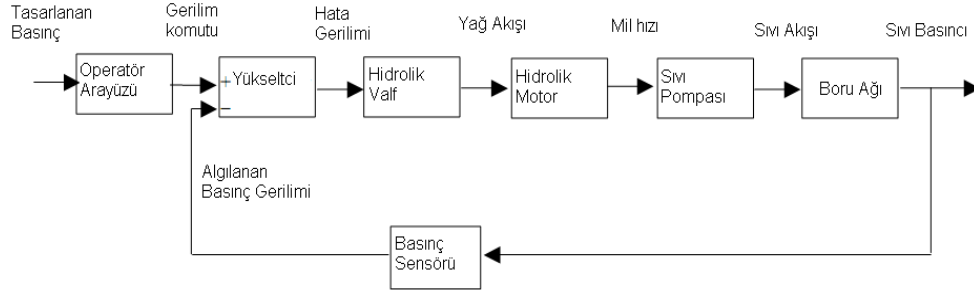 Tasarlanan
Basınç
Gerilim
komutu
Hata
Gerilimi
Yağ Akışı
Mil hızı
Sıvı Akışı
Sıvı Basıncı
Operatör
Arayüzü
+
−
Yükseltci
Hidrolik
Valf
Hidrolik
Motor
Sıvı
Pompası
Boru Ağı
Algılanan
Basınç Gerilimi
Basınç
Sensörü